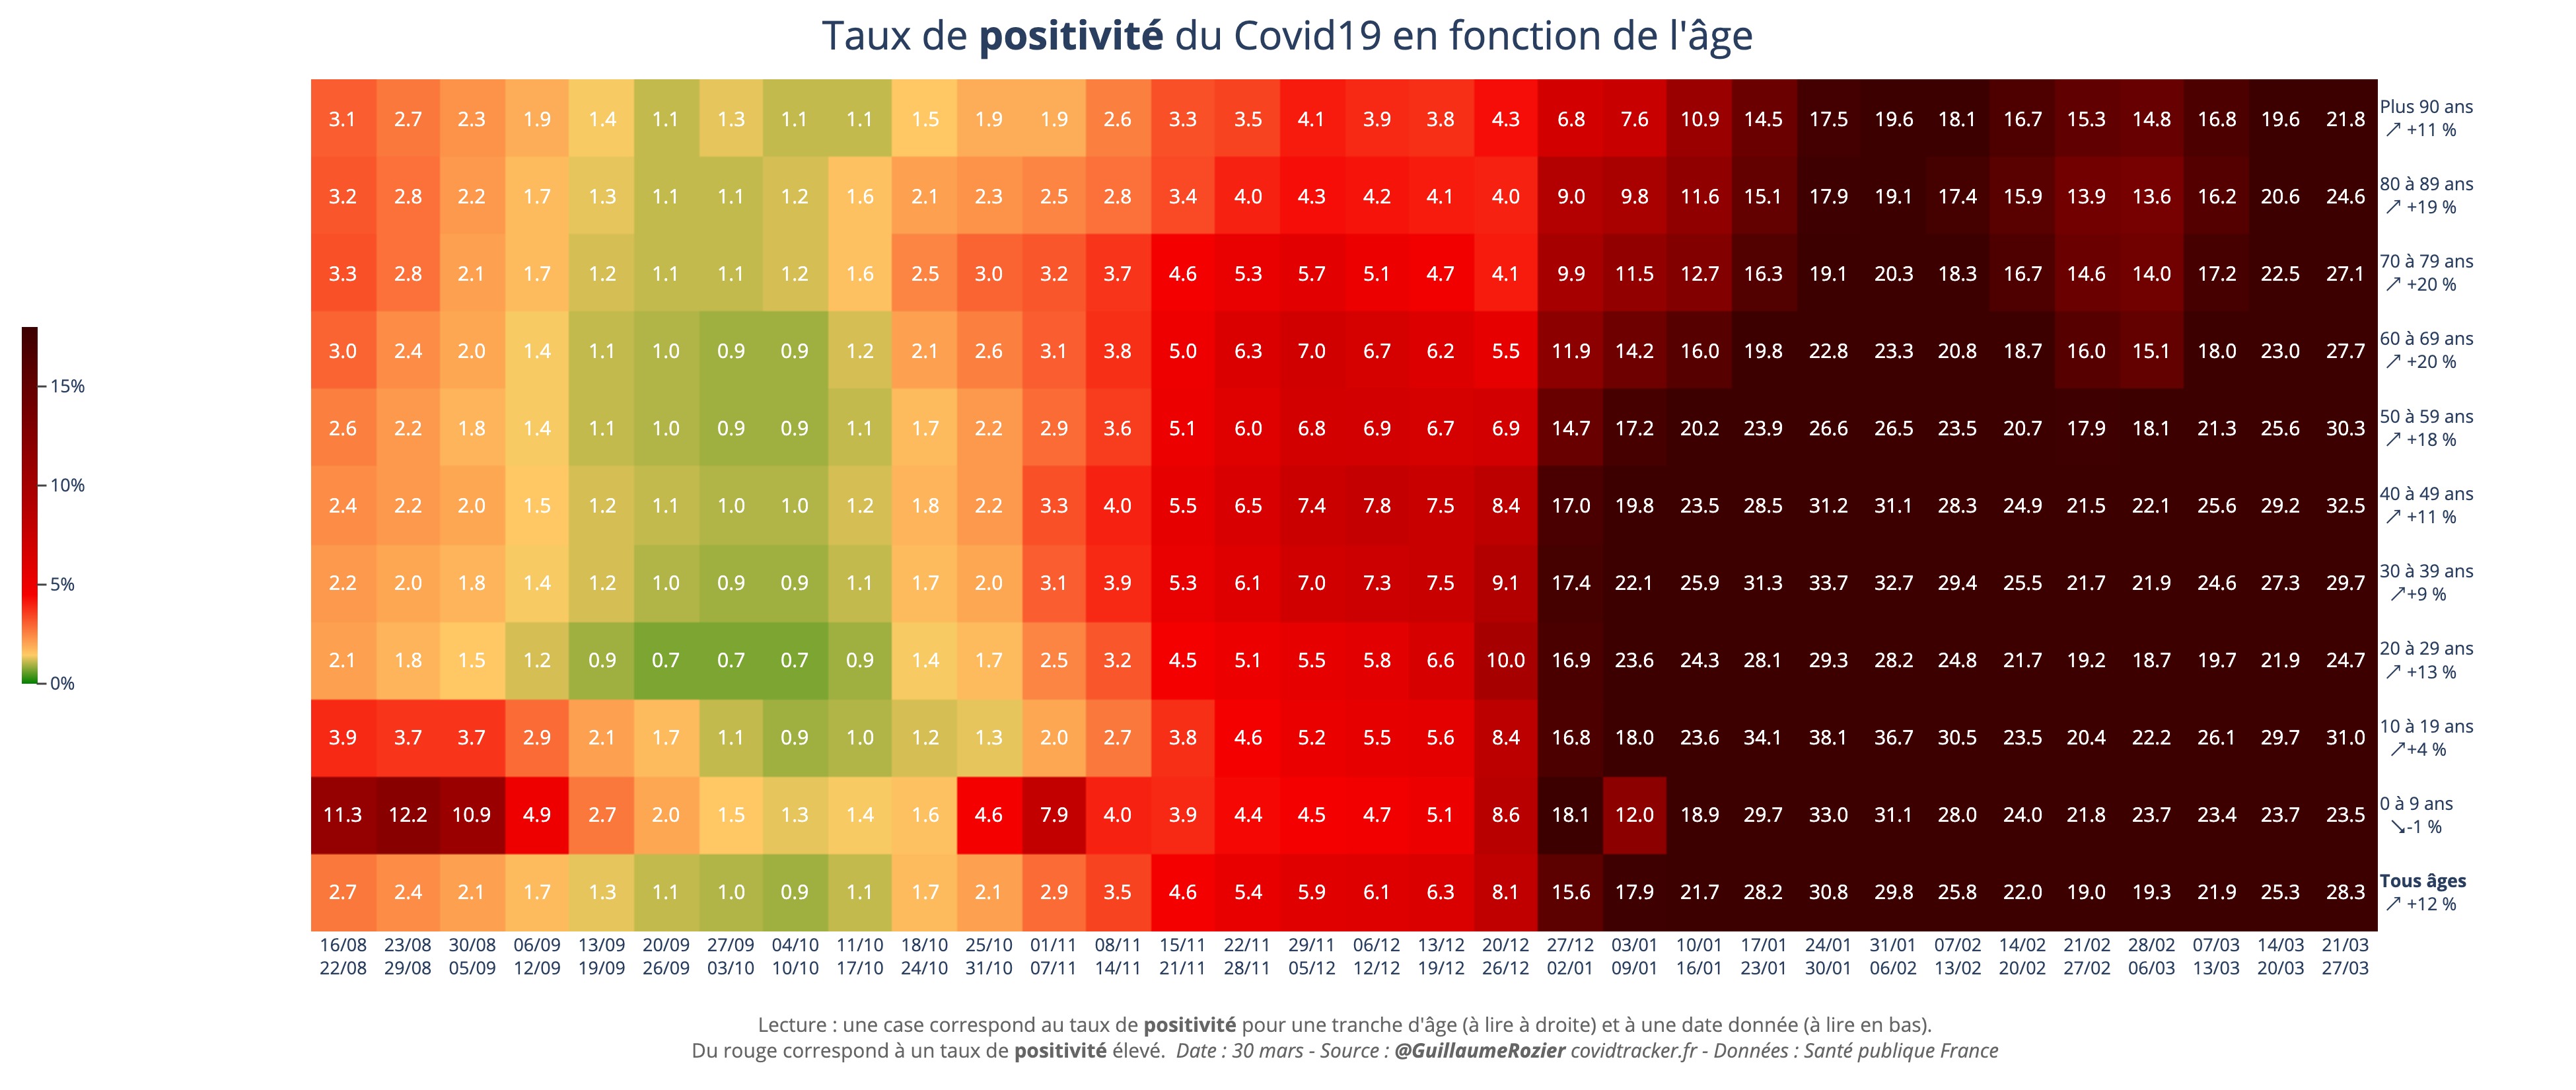 Taux de positivité du Covid19 en fonction de l'âge
3.1 2.7 2.3 1.9 1.4 1.1 1.3 1.1 1.1 1.5 1.9 1.9 2.6 3.3 3.5 4.1 3.9 3.8 4.3 6.8 7.6 10.9 14.5 17.5 19.6 18.1 16.7 15.3 14.8 16.8 19.6 21.8 Plus 90 ans
↗ +11 %
3.2 2.8 2.2 1.7 1.3 1.1 1.1 1.2 1.6 2.1 2.3 2.5 2.8 3.4 4.0 4.3 4.2 4.1 4.0 9.0 9.8 11.6 15.1 17.9 19.1 17.4 15.9 13.9 13.6 16.2 20.6 24.6 80 à 89 ans
↗ +19 %
3.3 2.8 2.1 1.7 1.2 1.1 1.1 1.2 1.6 2.5 3.0 3.2 3.7 4.6 5.3 5.7 5.1 4.7 4.1 9.9 11.5 12.7 16.3 19.1 20.3 18.3 16.7 14.6 14.0 17.2 22.5 27.1 70 à 79 ans
↗ +20 %
3.0 2.4 2.0 1.4 1.1 1.0 0.9 0.9 1.2 2.1 2.6 3.1 3.8 5.0 6.3 7.0 6.7 6.2 5.5 11.9 14.2 16.0 19.8 22.8 23.3 20.8 18.7 16.0 15.1 18.0 23.0 27.7 60 à 69 ans
↗ +20 %
15%
2.6 2.2 1.8 1.4 1.1 1.0 0.9 0.9 1.1 1.7 2.2 2.9 3.6 5.1 6.0 6.8 6.9 6.7 6.9 14.7 17.2 20.2 23.9 26.6 26.5 23.5 20.7 17.9 18.1 21.3 25.6 30.3 50 à 59 ans
↗ +18 %
10%
2.4 2.2 2.0 1.5 1.2 1.1 1.0 1.0 1.2 1.8 2.2 3.3 4.0 5.5 6.5 7.4 7.8 7.5 8.4 17.0 19.8 23.5 28.5 31.2 31.1 28.3 24.9 21.5 22.1 25.6 29.2 32.5 40 à 49 ans
↗ +11 %
5%
2.2 2.0 1.8 1.4 1.2 1.0 0.9 0.9 1.1 1.7 2.0 3.1 3.9 5.3 6.1 7.0 7.3 7.5 9.1 17.4 22.1 25.9 31.3 33.7 32.7 29.4 25.5 21.7 21.9 24.6 27.3 29.7 30 à 39 ans
↗+9 %
2.1 1.8 1.5 1.2 0.9 0.7 0.7 0.7 0.9 1.4 1.7 2.5 3.2 4.5 5.1 5.5 5.8 6.6 10.0 16.9 23.6 24.3 28.1 29.3 28.2 24.8 21.7 19.2 18.7 19.7 21.9 24.7 20 à 29 ans
↗ +13 %
0%
3.9 3.7 3.7 2.9 2.1 1.7 1.1 0.9 1.0 1.2 1.3 2.0 2.7 3.8 4.6 5.2 5.5 5.6 8.4 16.8 18.0 23.6 34.1 38.1 36.7 30.5 23.5 20.4 22.2 26.1 29.7 31.0 10 à 19 ans
↗+4 %
11.3 12.2 10.9 4.9 2.7 2.0 1.5 1.3 1.4 1.6 4.6 7.9 4.0 3.9 4.4 4.5 4.7 5.1 8.6 18.1 12.0 18.9 29.7 33.0 31.1 28.0 24.0 21.8 23.7 23.4 23.7 23.5 0 à 9 ans
↘-1 %
2.7 2.4 2.1 1.7 1.3 1.1 1.0 0.9 1.1 1.7 2.1 2.9 3.5 4.6 5.4 5.9 6.1 6.3 8.1 15.6 17.9 21.7 28.2 30.8 29.8 25.8 22.0 19.0 19.3 21.9 25.3 28.3 Tous âges
↗ +12 %
16/08 23/08 30/08 06/09 13/09 20/09 27/09 04/10 11/10 18/10 25/10 01/11 08/11 15/11 22/11 29/11 06/12 13/12 20/12 27/12 03/01 10/01 17/01 24/01 31/01 07/02 14/02 21/02 28/02 07/03 14/03 21/03
22/08 29/08 05/09 12/09 19/09 26/09 03/10 10/10 17/10 24/10 31/10 07/11 14/11 21/11 28/11 05/12 12/12 19/12 26/12 02/01 09/01 16/01 23/01 30/01 06/02 13/02 20/02 27/02 06/03 13/03 20/03 27/03
Lecture : une case correspond au taux de positivité pour une tranche d'âge (à lire à droite) et à une date donnée (à lire en bas).
Du rouge correspond à un taux de positivité élevé. Date : 30 mars - Source : @GuillaumeRozier covidtracker.fr - Données : Santé publique France